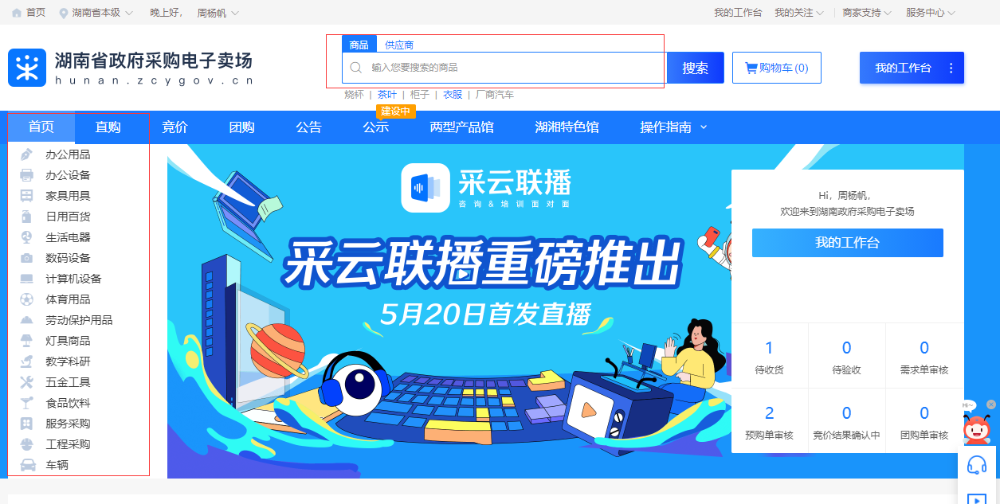 首页 湖南省本级 晚上好, 周杨帆 我的工作台 我的关注 商家支持 服务中心
商品 供应商
湖南省政府采购电子卖场
hunan.zcygov.cn
输入您要搜索的商品 搜索 购物车(0) 我的工作台
烧杯 | 茶叶 | 柜子 | 衣服 | 厂商汽车
建设中
首页 直购 竞价 团购 公告 公示 两型产品馆 湖湘特色馆 操作指南
办公用品
办公设备
家具用具
日用百货
生活电器
数码设备
计算机设备
体育用品
劳动保护用品
灯具商品
教学科研
五金工具
食品饮料
服务采购
工程采购
车辆
采云联播
咨询&培训面对面
采云联播重磅推出
5月20日首发直播
Hi，周杨帆,
欢迎来到湖南政府采购电子卖场
我的工作台
1 0 0
待收货 待验收 需求单审核
2 0 0
预购单审核 竞价结果确认中 团购单审核
Hi~